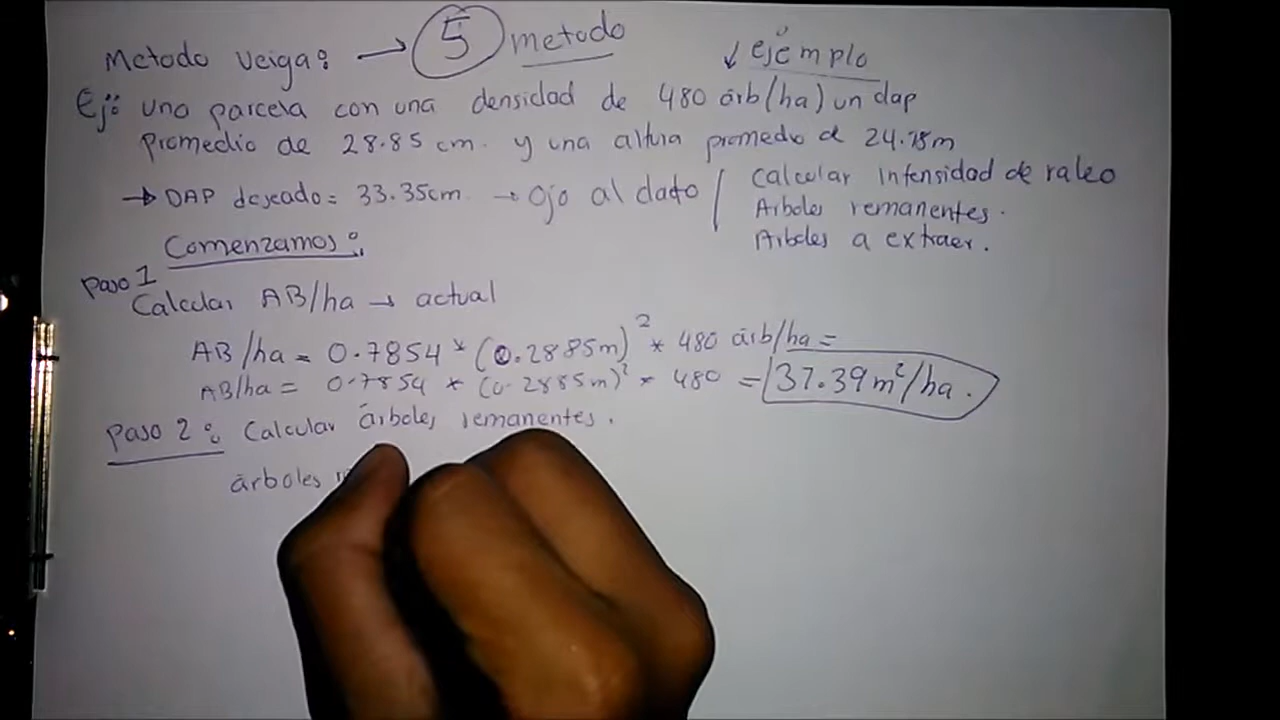 Metodo Veiga: → 5 metodo
↓ ejemplo
Ej: una parcela con una densidad de 480 árb/ha) un dap
promedio de 28.85 cm. y una altura promedio de 24.78m
→ DAP deseado = 33.35cm. → Ojo al dato / Calcular intensidad de raleo
Arboles remanentes.
Arboles a extraer.
Comenzamos:
Paso 1
Calcular AB/ha → actual
AB/ha = 0.7854 * (0.2885m)² * 480 árb/ha =
AB/ha = 0.7854 * (0.2885m)² * 480 = 37.39 m²/ha.
Paso 2: Calcular árboles remanentes.
árboles